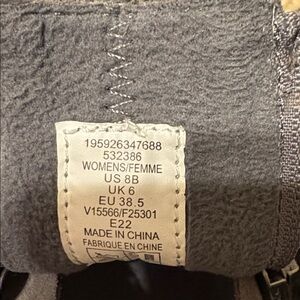 195926347688
532386
WOMENS/FEMME
US 8B
UK 6
EU 38.5
V15566/F25301
E22
MADE IN CHINA
FABRIQUE EN CHINE